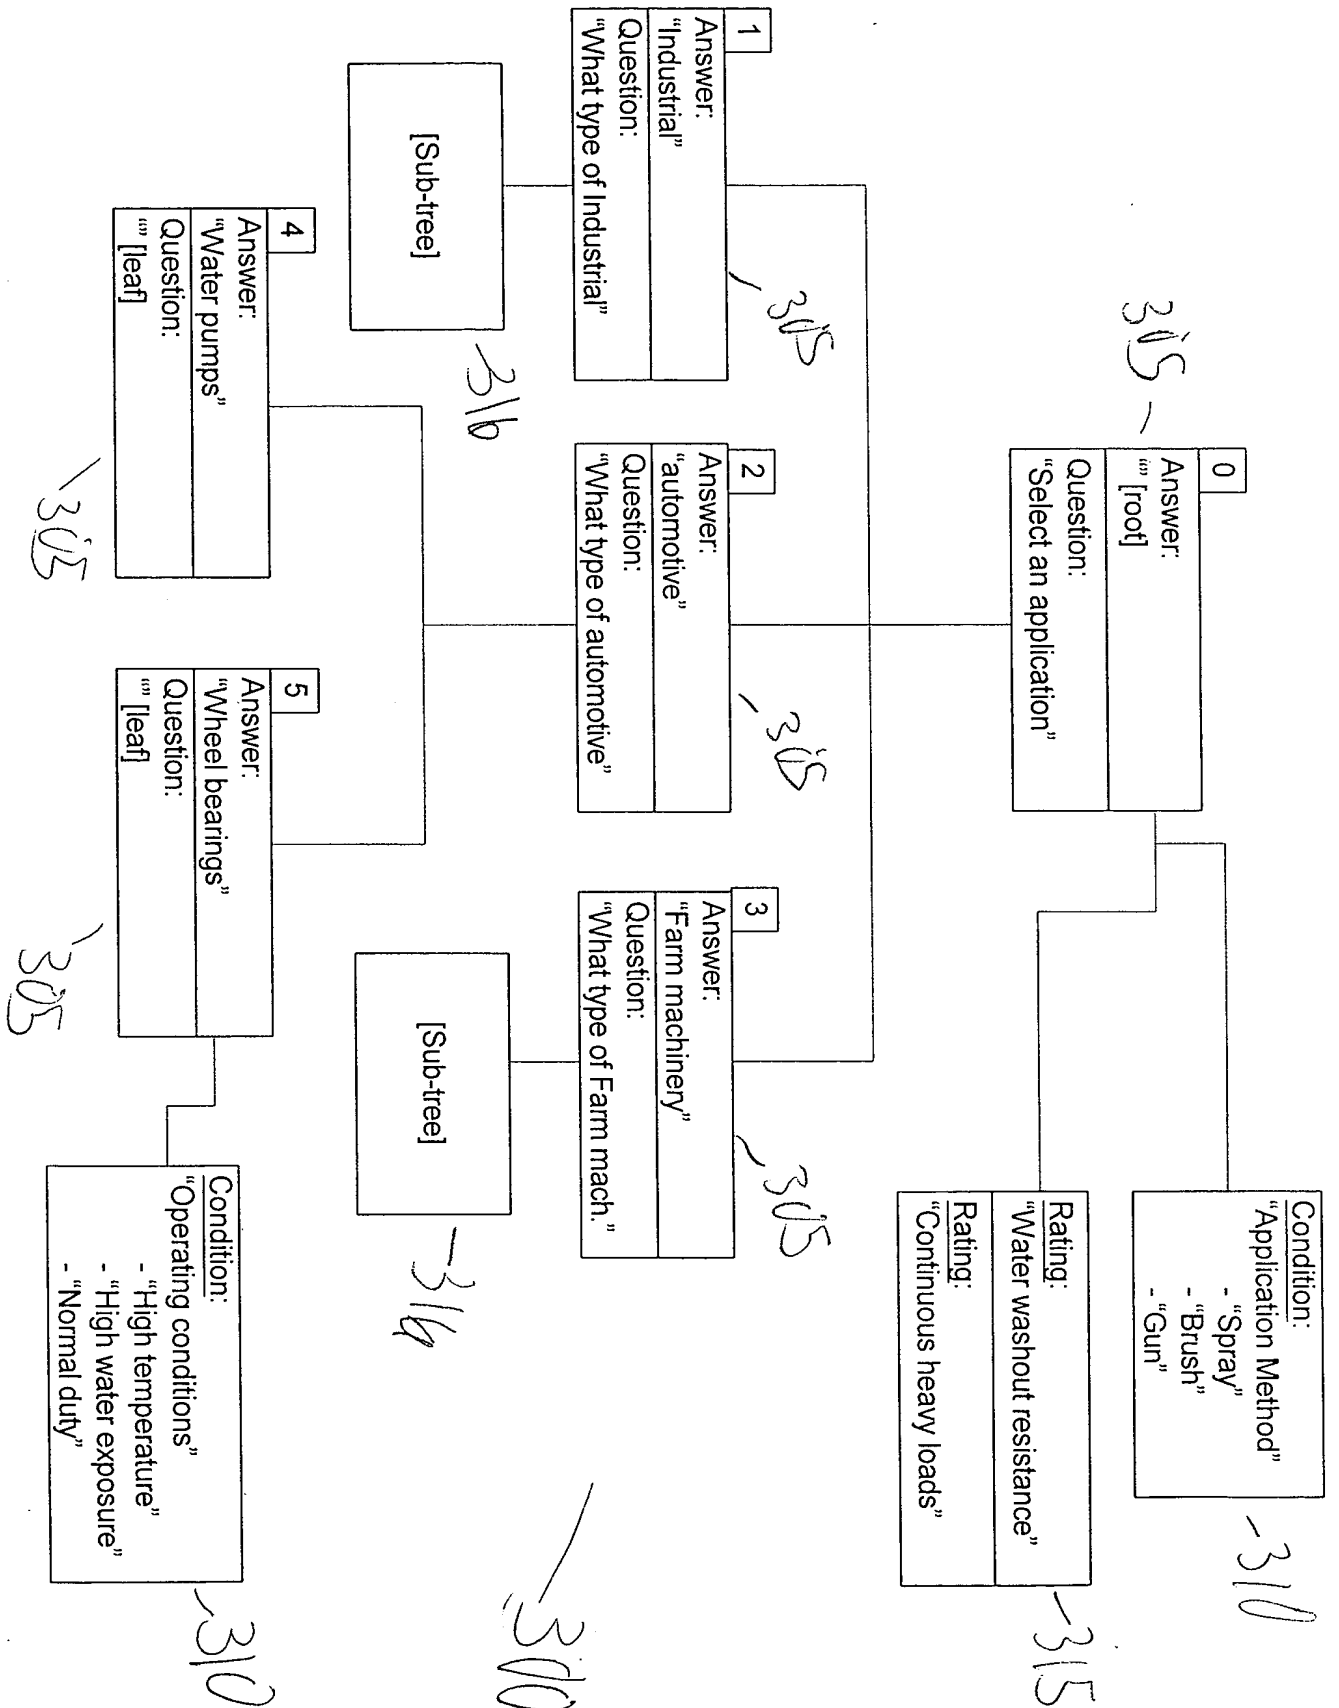 0
Answer:
“” [root]
Question:
“Select an application”
305
Condition:
“Application Method”
- “Spray”
- “Brush”
- “Gun”
310
Rating:
“Water washout resistance”
Rating:
“Continuous heavy loads”
315
1
Answer:
“Industrial”
Question:
“What type of Industrial”
305
2
Answer:
“automotive”
Question:
“What type of automotive”
305
3
Answer:
“Farm machinery”
Question:
“What type of Farm mach.”
305
[Sub-tree]
316
[Sub-tree]
316
300
4
Answer:
“Water pumps”
Question:
“” [leaf]
305
5
Answer:
“Wheel bearings”
Question:
“” [leaf]
305
Condition:
“Operating conditions”
- “High temperature”
- “High water exposure”
- “Normal duty”
310